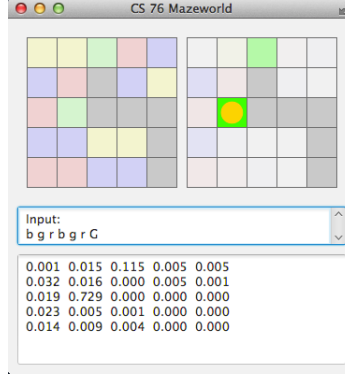 CS 76 Mazeworld
Input:
b g r b g r G
0.001 0.015 0.115 0.005 0.005
0.032 0.016 0.000 0.005 0.001
0.019 0.729 0.000 0.000 0.000
0.023 0.005 0.001 0.000 0.000
0.014 0.009 0.004 0.000 0.000